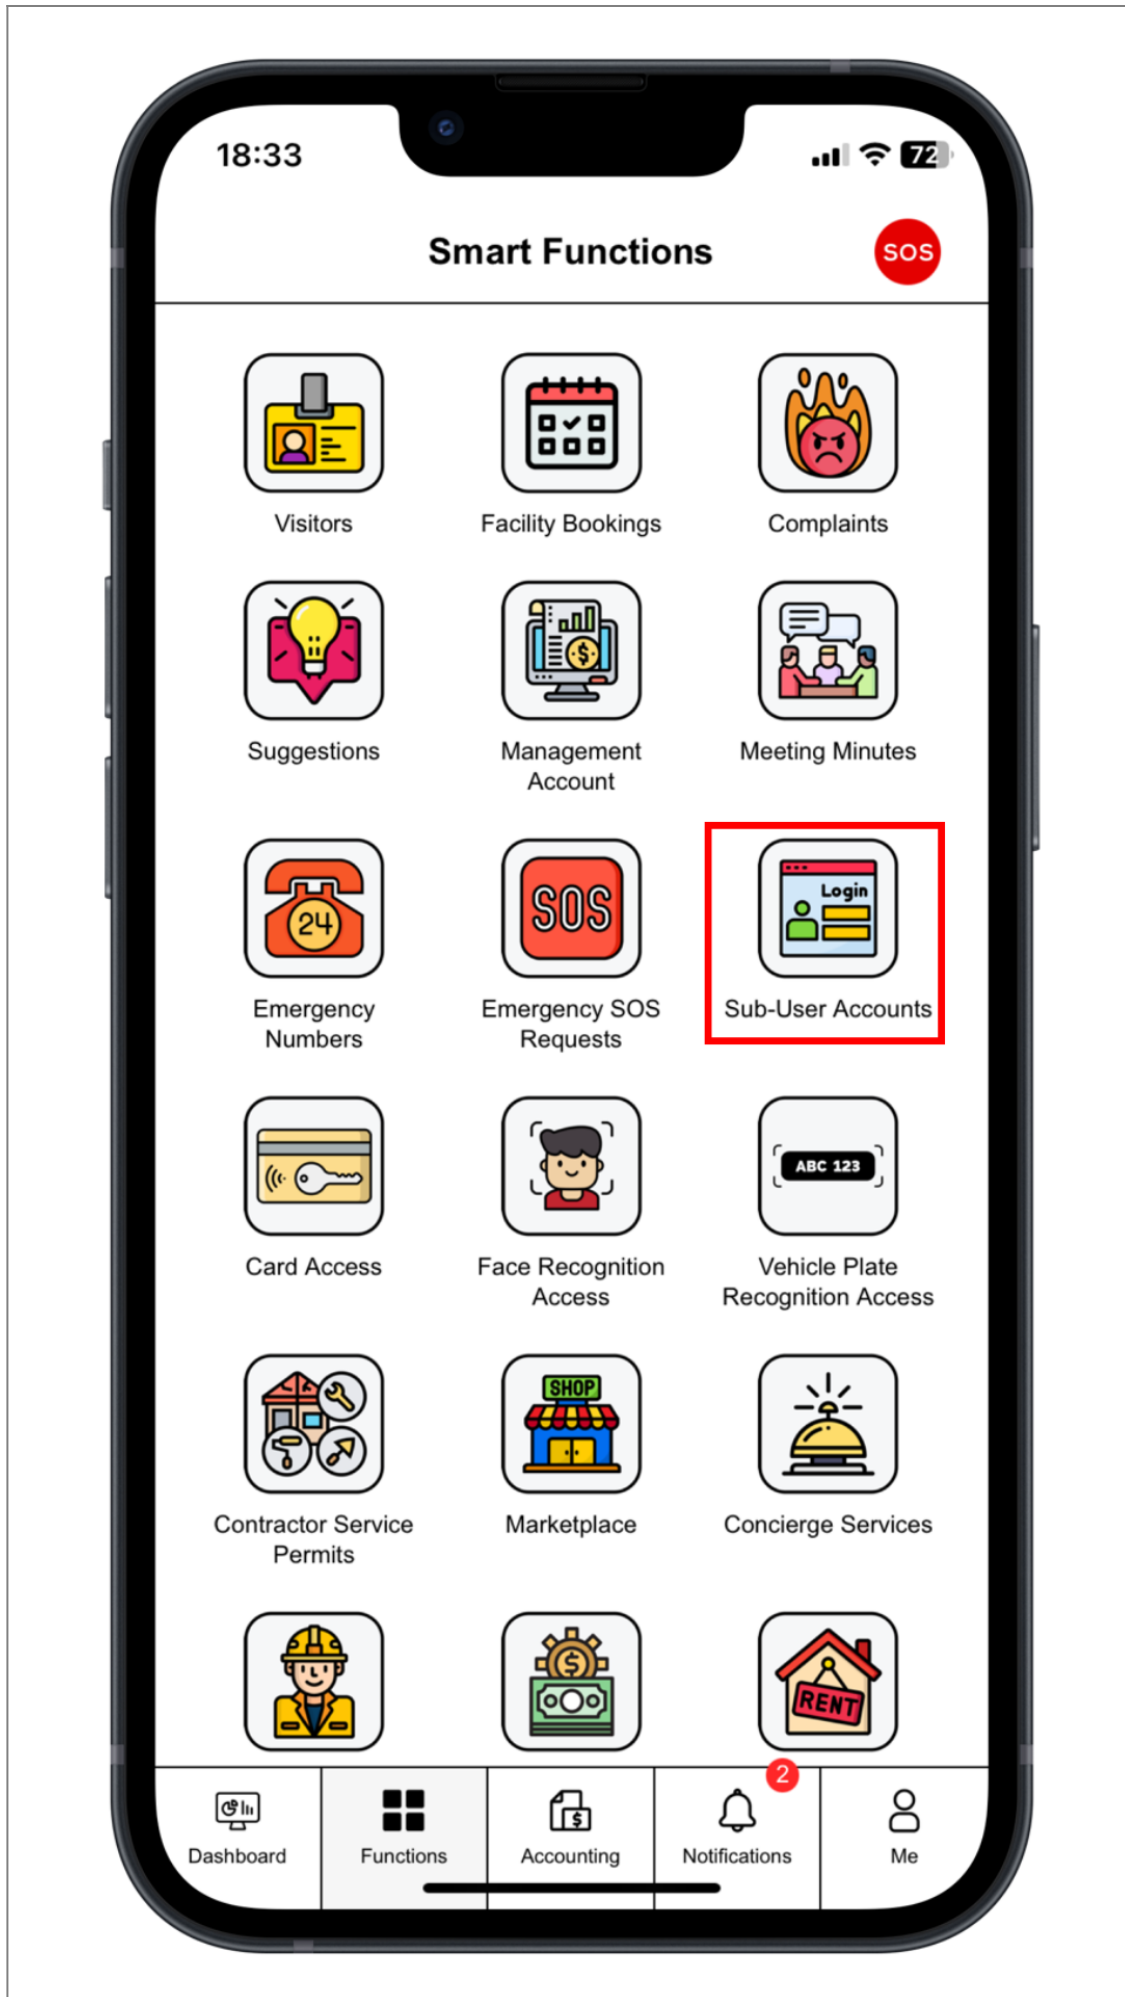 18:33
72
Smart Functions
SOS
Visitors
Facility Bookings
Complaints
Suggestions
Management
Account
$
Meeting Minutes
24
Emergency
Numbers
SOS
Emergency SOS
Requests
Login
Sub-User Accounts
Card Access
Face Recognition
Access
ABC 123
Vehicle Plate
Recognition Access
Contractor Service
Permits
SHOP
Marketplace
Concierge Services
$
RENT
Dashboard
Functions
$
Accounting
2
Notifications
Me